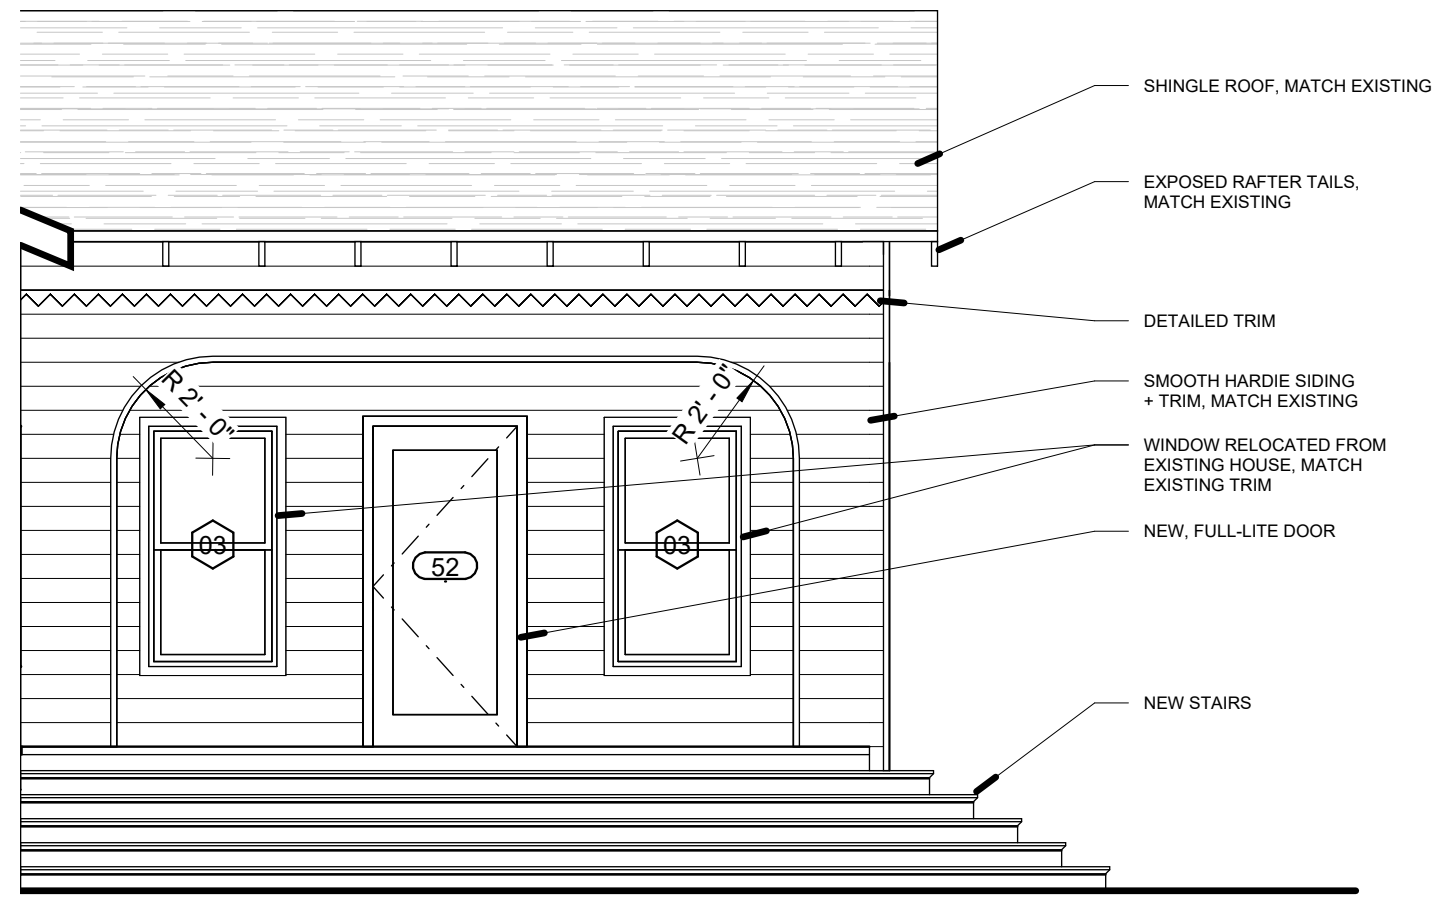 SHINGLE ROOF, MATCH EXISTING
EXPOSED RAFTER TAILS,
MATCH EXISTING
DETAILED TRIM
R 2' - 0"
R 2' - 0"
SMOOTH HARDIE SIDING
+ TRIM, MATCH EXISTING
WINDOW RELOCATED FROM
EXISTING HOUSE, MATCH
EXISTING TRIM
NEW, FULL-LITE DOOR
03
52
03
NEW STAIRS